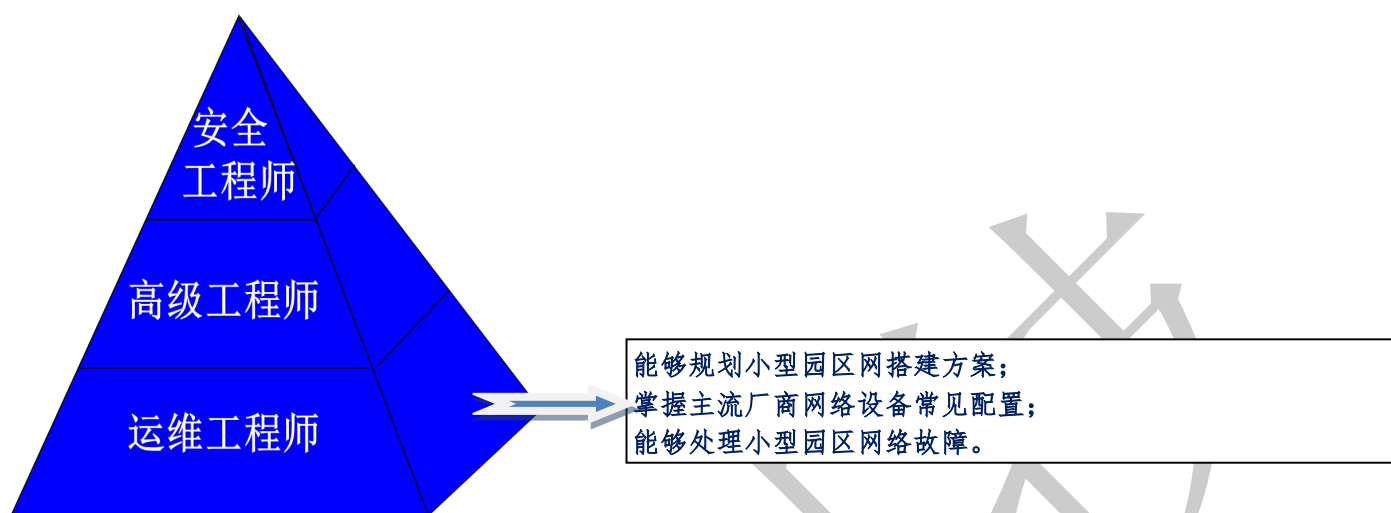 安全
工程师
高级工程师
运维工程师
能够规划小型园区网搭建方案；
掌握主流厂商网络设备常见配置；
能够处理小型园区网络故障。